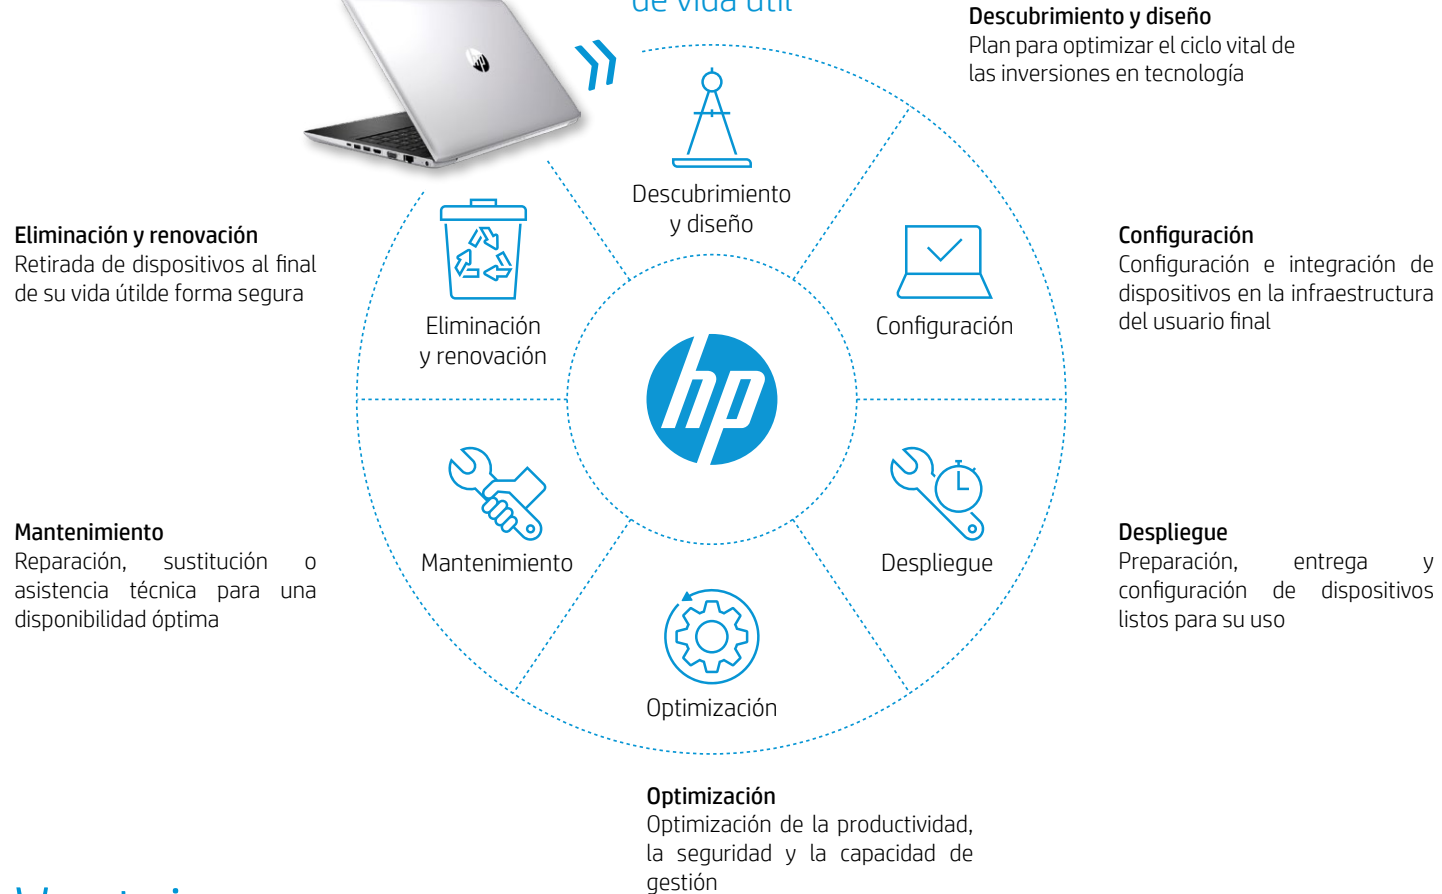 de vida útil
Descubrimiento y diseño
Plan para optimizar el ciclo vital de
las inversiones en tecnología
Descubrimiento
y diseño
Eliminación y renovación
Retirada de dispositivos al final
de su vida útilde forma segura
Eliminación
y renovación
Configuración
Configuración
Configuración e integración de
dispositivos en la infraestructura
del usuario final
hp
Mantenimiento
Reparación, sustitución o
asistencia técnica para una
disponibilidad óptima
Mantenimiento
Despliegue
Despliegue
Preparación, entrega y
configuración de dispositivos
listos para su uso
Optimización
Optimización
Optimización de la productividad,
la seguridad y la capacidad de
gestión